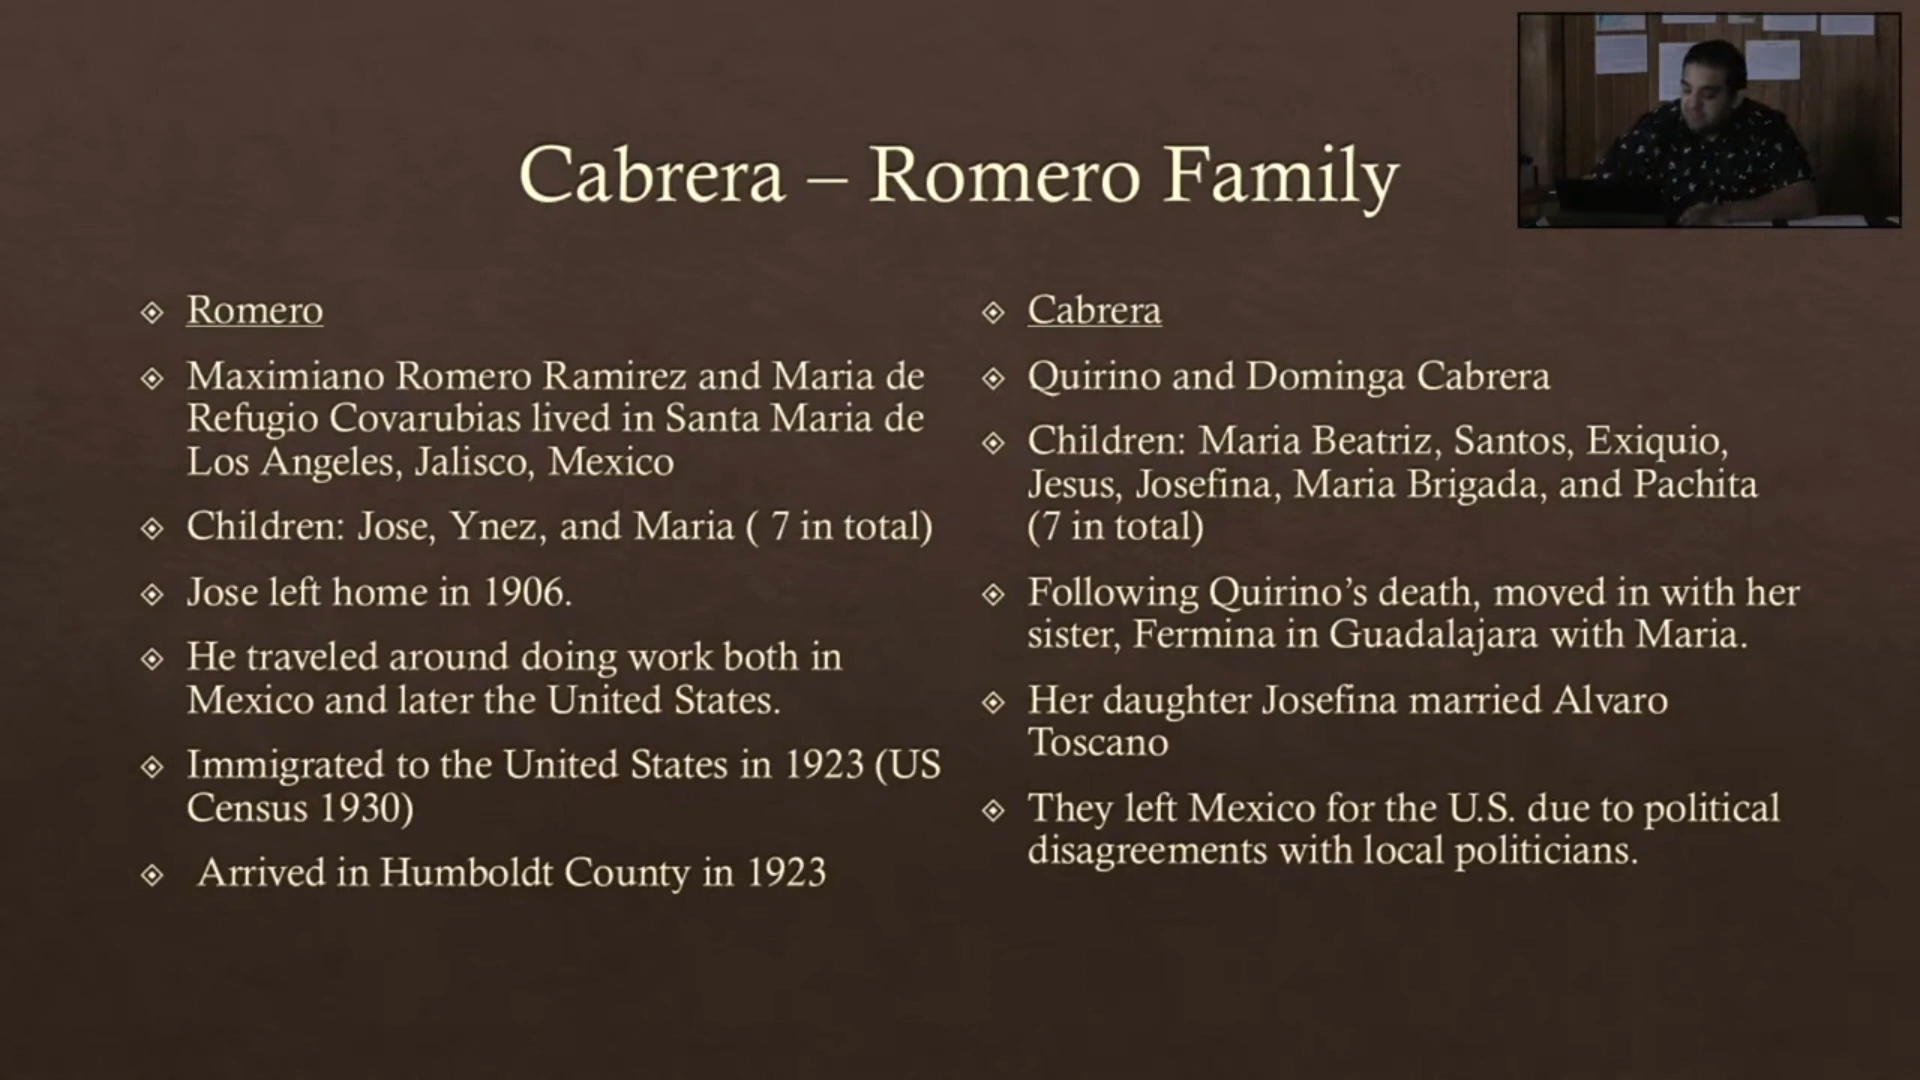 Cabrera – Romero Family
Romero
Maximiano Romero Ramirez and Maria de
Refugio Covarubias lived in Santa Maria de
Los Angeles, Jalisco, Mexico
Children: Jose, Ynez, and Maria ( 7 in total)
Jose left home in 1906.
He traveled around doing work both in
Mexico and later the United States.
Immigrated to the United States in 1923 (US
Census 1930)
Arrived in Humboldt County in 1923
Cabrera
Quirino and Dominga Cabrera
Children: Maria Beatriz, Santos, Exiquio,
Jesus, Josefina, Maria Brigada, and Pachita
(7 in total)
Following Quirino’s death, moved in with her
sister, Fermina in Guadalajara with Maria.
Her daughter Josefina married Alvaro
Toscano
They left Mexico for the U.S. due to political
disagreements with local politicians.